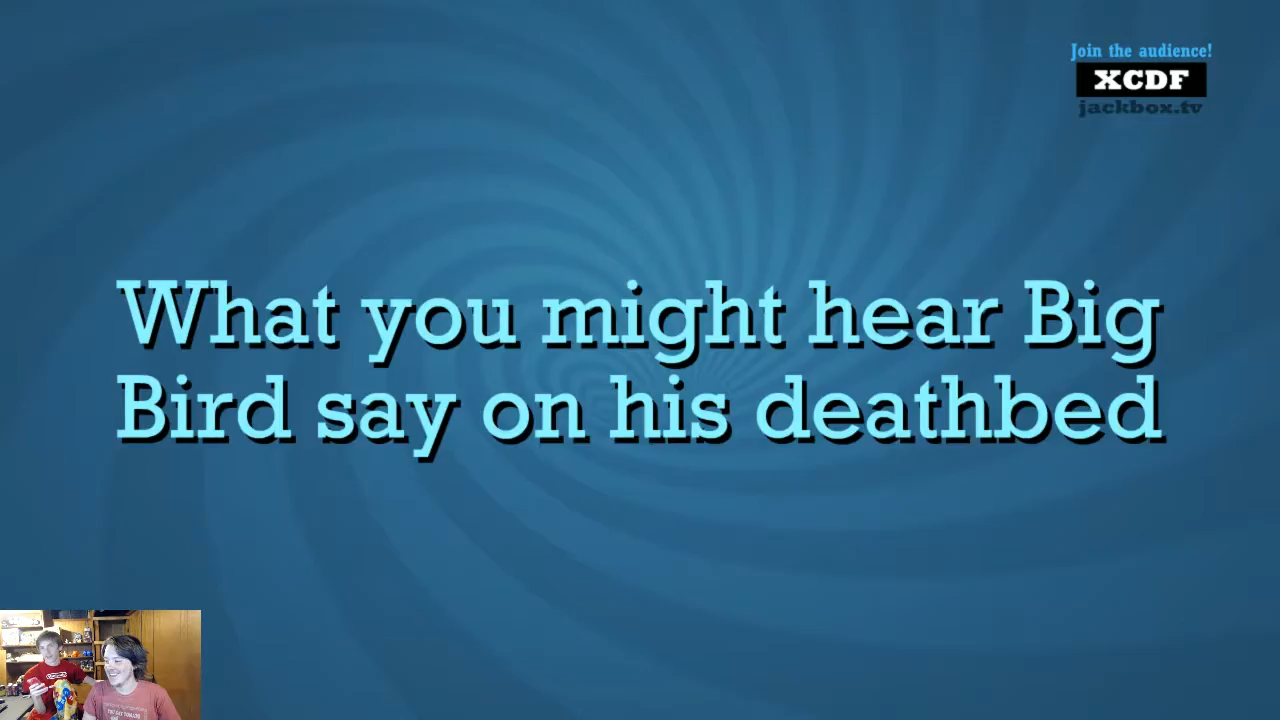 Join the audience!
XCDF
jackbox.tv
What you might hear Big
Bird say on his deathbed